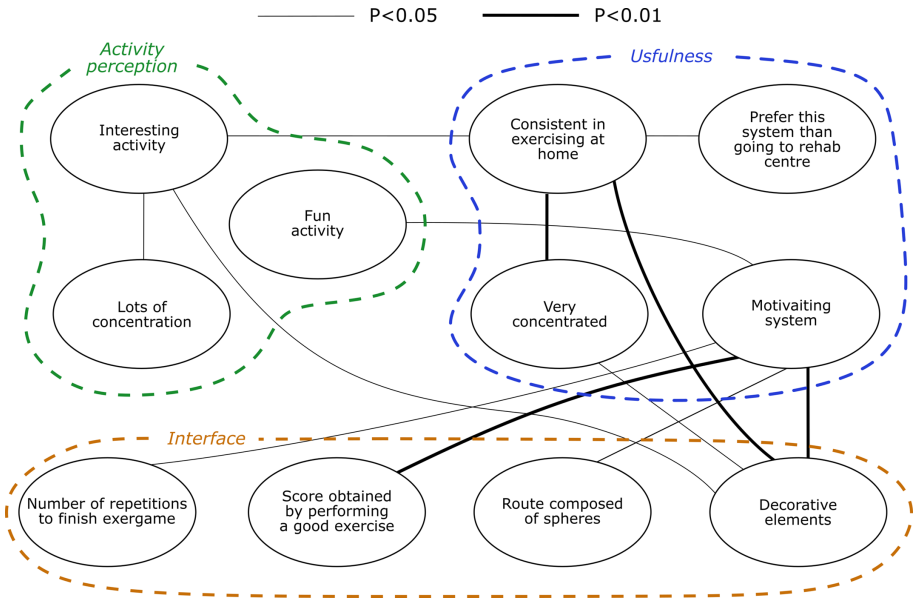 P<0.05
P<0.01
Activity
perception
Usfulness
Interesting
activity
Consistent in
exercising at
home
Prefer this
system than
going to rehab
centre
Fun
activity
Lots of
concentration
Very
concentrated
Motivaiting
system
Interface
Number of repetitions
to finish exergame
Score obtained
by performing
a good exercise
Route composed
of spheres
Decorative
elements